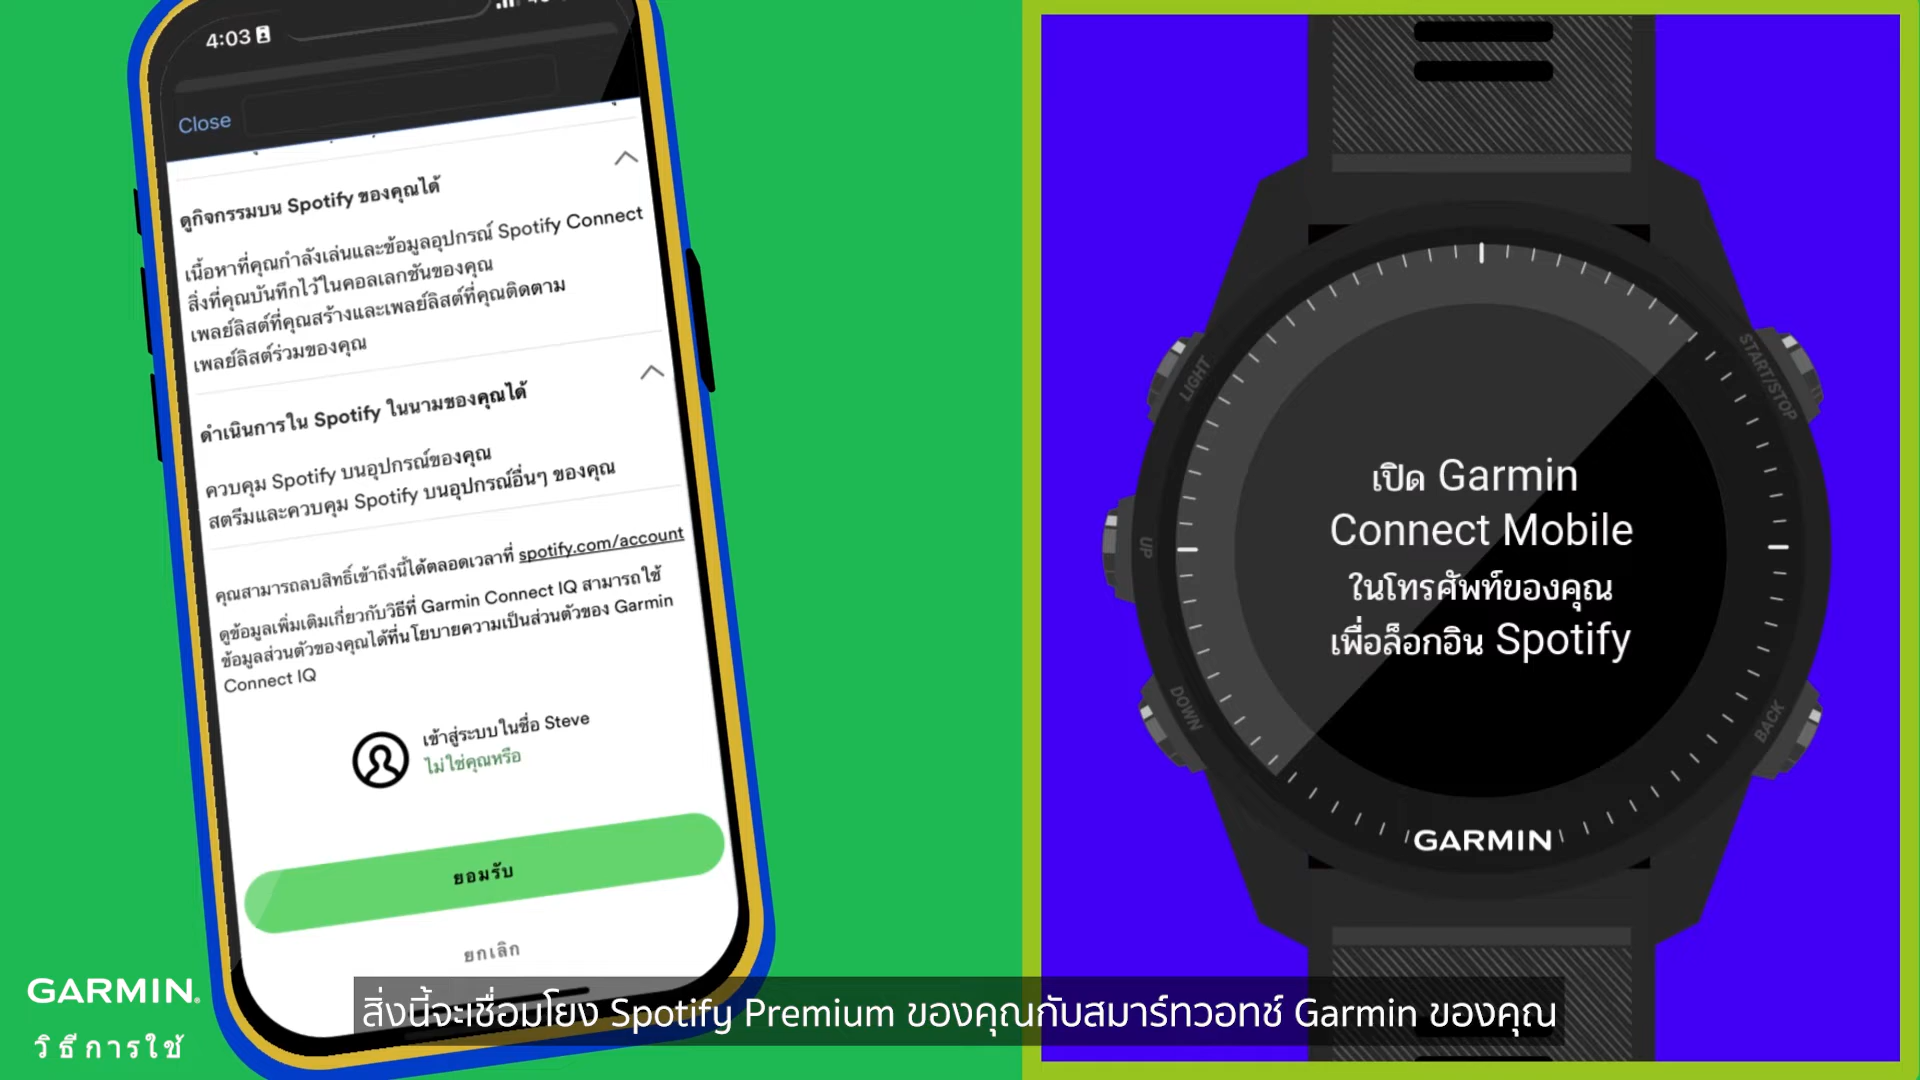 4:03
Close
ดูกิจกรรมบน Spotify ของคุณได้
เนื้อหาที่คุณกำลังเล่นและข้อมูลอุปกรณ์ Spotify Connect
สิ่งที่คุณบันทึกไว้ในคอลเลกชันของคุณ
เพลย์ลิสต์ที่คุณสร้างและเพลย์ลิสต์ที่คุณติดตาม
เพลย์ลิสต์ร่วมของคุณ
ดำเนินการใน Spotify ในนามของคุณได้
ควบคุม Spotify บนอุปกรณ์ของคุณ
สตรีมและควบคุม Spotify บนอุปกรณ์อื่นๆ ของคุณ
คุณสามารถลบสิทธิ์เข้าถึงนี้ได้ตลอดเวลาที่ spotify.com/account
ดูข้อมูลเพิ่มเติมเกี่ยวกับวิธีที่ Garmin Connect IQ สามารถใช้
ข้อมูลส่วนตัวของคุณได้ที่นโยบายความเป็นส่วนตัวของ Garmin
Connect IQ
เข้าสู่ระบบในชื่อ Steve
ไม่ใช่คุณหรือ
ยอมรับ
ยกเลิก
LIGHT
START/STOP
UP
DOWN
BACK
เปิด Garmin
Connect Mobile
ในโทรศัพท์ของคุณ
เพื่อล็อกอิน Spotify
GARMIN
GARMIN
วิธีการใช้
สิ่งนี้จะเชื่อมโยง Spotify Premium ของคุณกับสมาร์ทวอทช์ Garmin ของคุณ